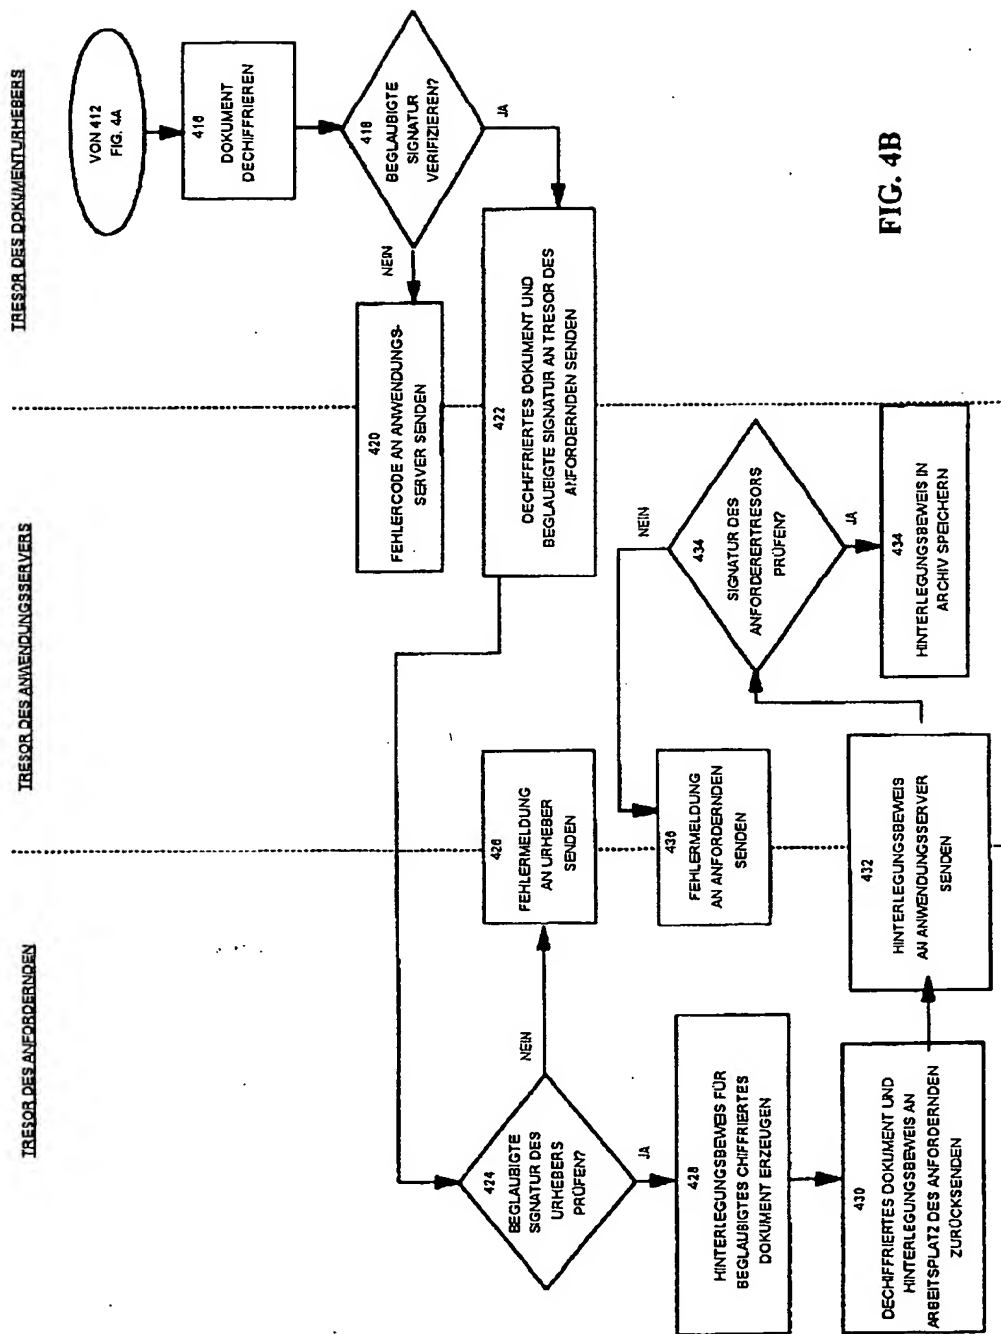 TRESOR DES ANFORDERNDEN
TRESOR DES ANWENDUNGSSERVERS
TRESOR DES DOKUMENTURHEBERS
VON 412
FIG. 4A
416
DOKUMENT
DECHIFFRIEREN
418
BEGLAUBIGTE
SIGNATUR
VERIFIZIEREN?
NEIN
JA
420
FEHLERCODE AN ANWENDUNGS-
SERVER SENDEN
422
DECHIFFRIERTES DOKUMENT UND
BEGLAUBIGTE SIGNATUR AN TRESOR DES
ANFORDERNDEN SENDEN
424
BEGLAUBIGTE
SIGNATUR DES
URHEBERS
PRÜFEN?
NEIN
JA
426
FEHLERMELDUNG
AN URHEBER
SENDEN
428
HINTERLEGUNGSBEWEIS FÜR
BEGLAUBIGTES CHIFFRIERTES
DOKUMENT ERZEUGEN
430
DECHIFFRIERTES DOKUMENT UND
HINTERLEGUNGSBEWEIS AN
ARBEITSPLATZ DES ANFORDERNDEN
ZURÜCKSENDEN
432
HINTERLEGUNGSBEWEIS
AN ANWENDUNGSSERVER
SENDEN
434
SIGNATUR DES
ANFORDERERTRESORS
PRÜFEN?
NEIN
JA
436
FEHLERMELDUNG
AN ANFORDERNDEN
SENDEN
434
HINTERLEGUNGSBEWEIS IN
ARCHIV SPEICHERN
FIG. 4B